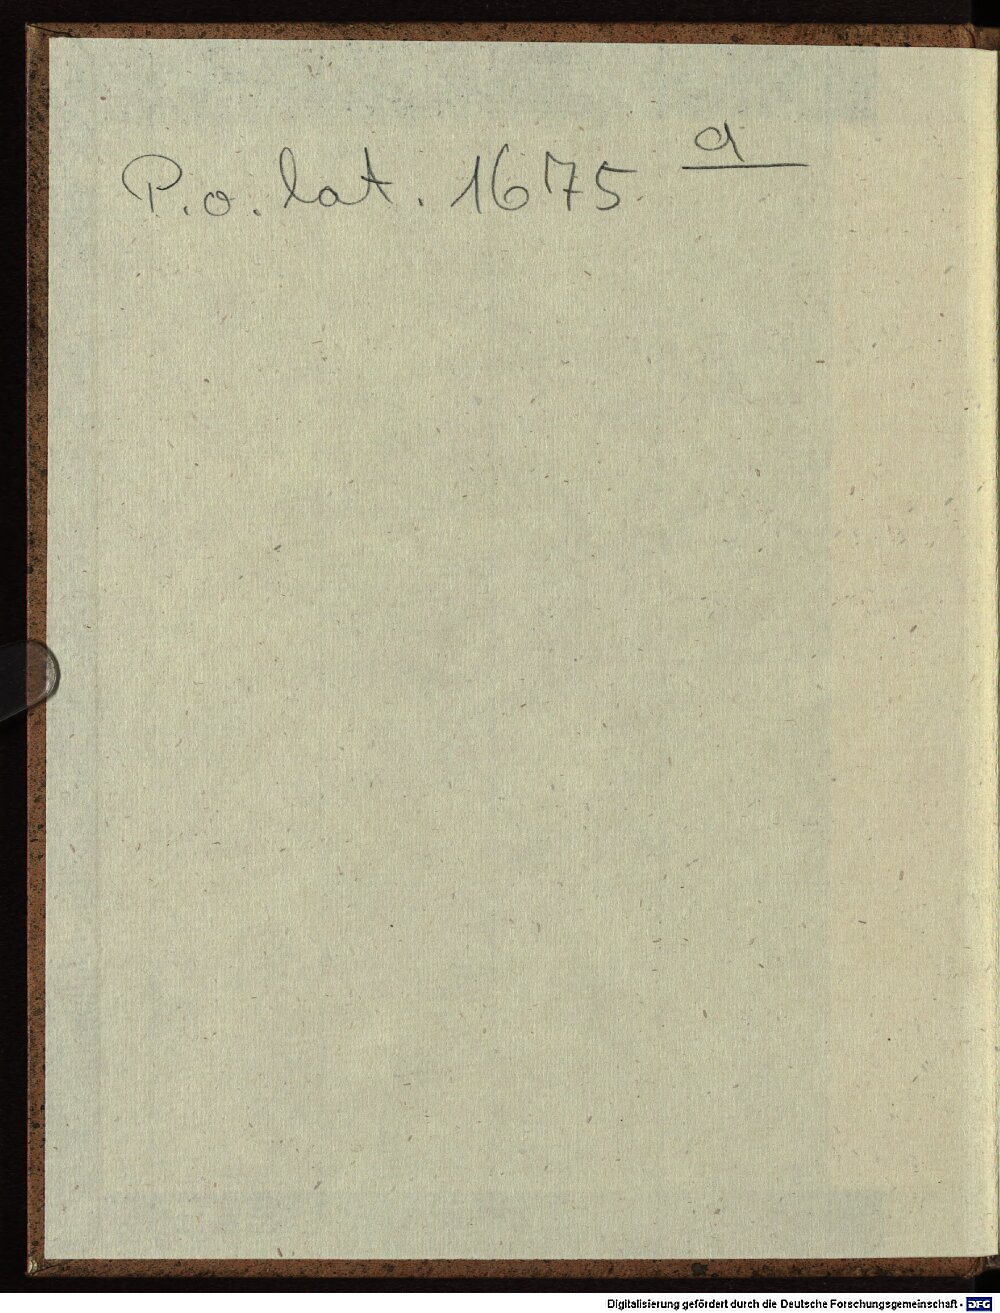 P.o. lat. 1675 a
Digitalisierung gefördert durch die Deutsche Forschungsgemeinschaft - DFG